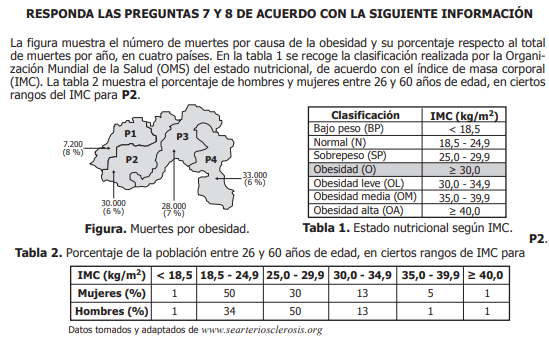 RESPONDA LAS PREGUNTAS 7 Y 8 DE ACUERDO CON LA SIGUIENTE INFORMACIÓN
La figura muestra el número de muertes por causa de la obesidad y su porcentaje respecto al total
de muertes por año, en cuatro países. En la tabla 1 se recoge la clasificación realizada por la Organi-
zación Mundial de la Salud (OMS) del estado nutricional, de acuerdo con el índice de masa corporal
(IMC). La tabla 2 muestra el porcentaje de hombres y mujeres entre 26 y 60 años de edad, en ciertos
rangos del IMC para P2.
P1
P2
P3
P4
7.200
(8 %)
30.000
(6 %)
28.000
(7 %)
33.000
(6 %)
Figura. Muertes por obesidad.
Clasificación IMC (kg/m²)
Bajo peso (BP) < 18,5
Normal (N) 18,5 - 24,9
Sobrepeso (SP) 25,0 - 29,9
Obesidad (O) ≥ 30,0
Obesidad leve (OL) 30,0 - 34,9
Obesidad media (OM) 35,0 - 39,9
Obesidad alta (OA) ≥ 40,0
Tabla 1. Estado nutricional según IMC.
P2.
Tabla 2. Porcentaje de la población entre 26 y 60 años de edad, en ciertos rangos de IMC para
IMC (kg/m²) < 18,5 18,5 - 24,9 25,0 - 29,9 30,0 - 34,9 35,0 - 39,9 ≥ 40,0
Mujeres (%) 1 50 30 13 5 1
Hombres (%) 1 34 50 13 1 1
Datos tomados y adaptados de www.searteriosclerosis.org